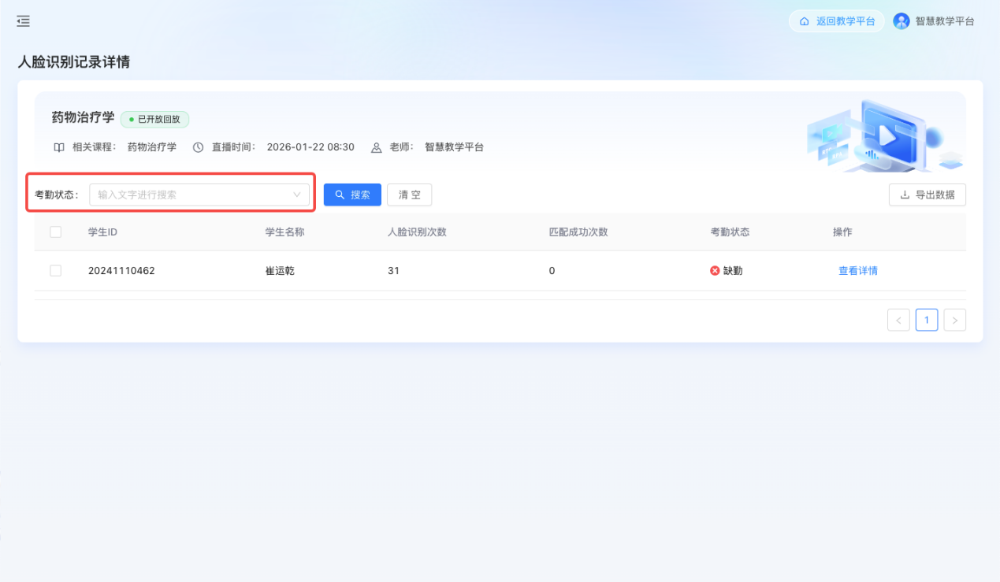 返回教学平台 智慧教学平台
人脸识别记录详情
药物治疗学 已开放回放
相关课程： 药物治疗学 直播时间： 2026-01-22 08:30 老师： 智慧教学平台
考勤状态： 输入文字进行搜索 搜索 清 空 导出数据
学生ID 学生名称 人脸识别次数 匹配成功次数 考勤状态 操作
20241110462 崔运乾 31 0 缺勤 查看详情
1